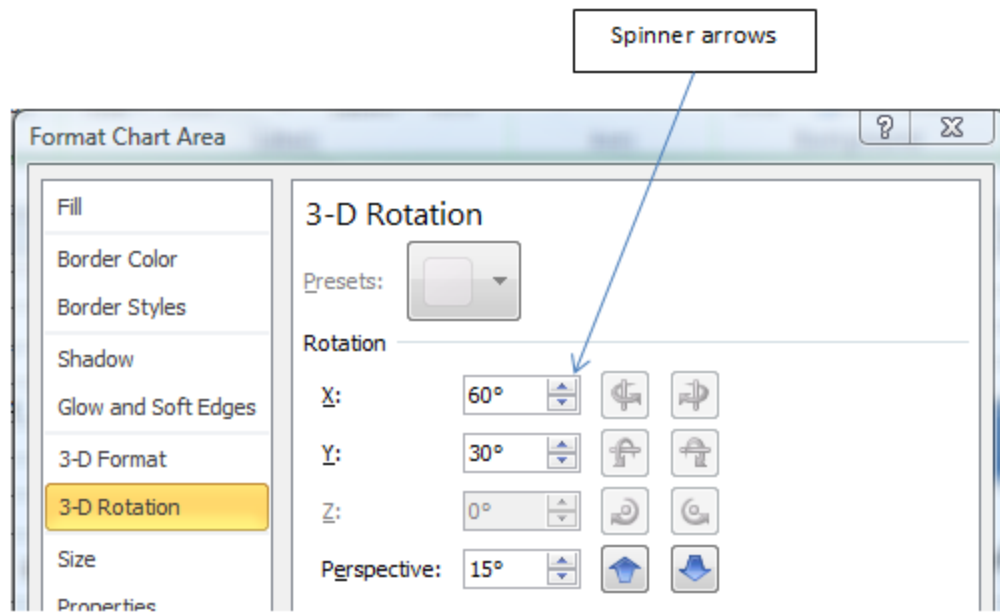 Spinner arrows
Format Chart Area
Fill
Border Color
Border Styles
Shadow
Glow and Soft Edges
3-D Format
3-D Rotation
Size
Properties
3-D Rotation
Presets:
Rotation
X: 60°
Y: 30°
Z: 0°
Perspective: 15°